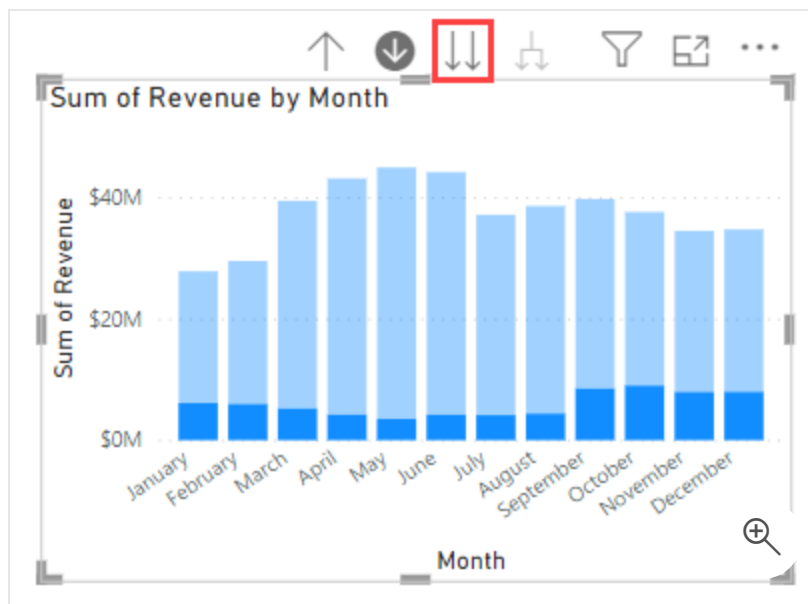 Sum of Revenue by Month
Sum of Revenue
$40M
$20M
$0M
January
February
March
April
May
June
July
August
September
October
November
December
Month